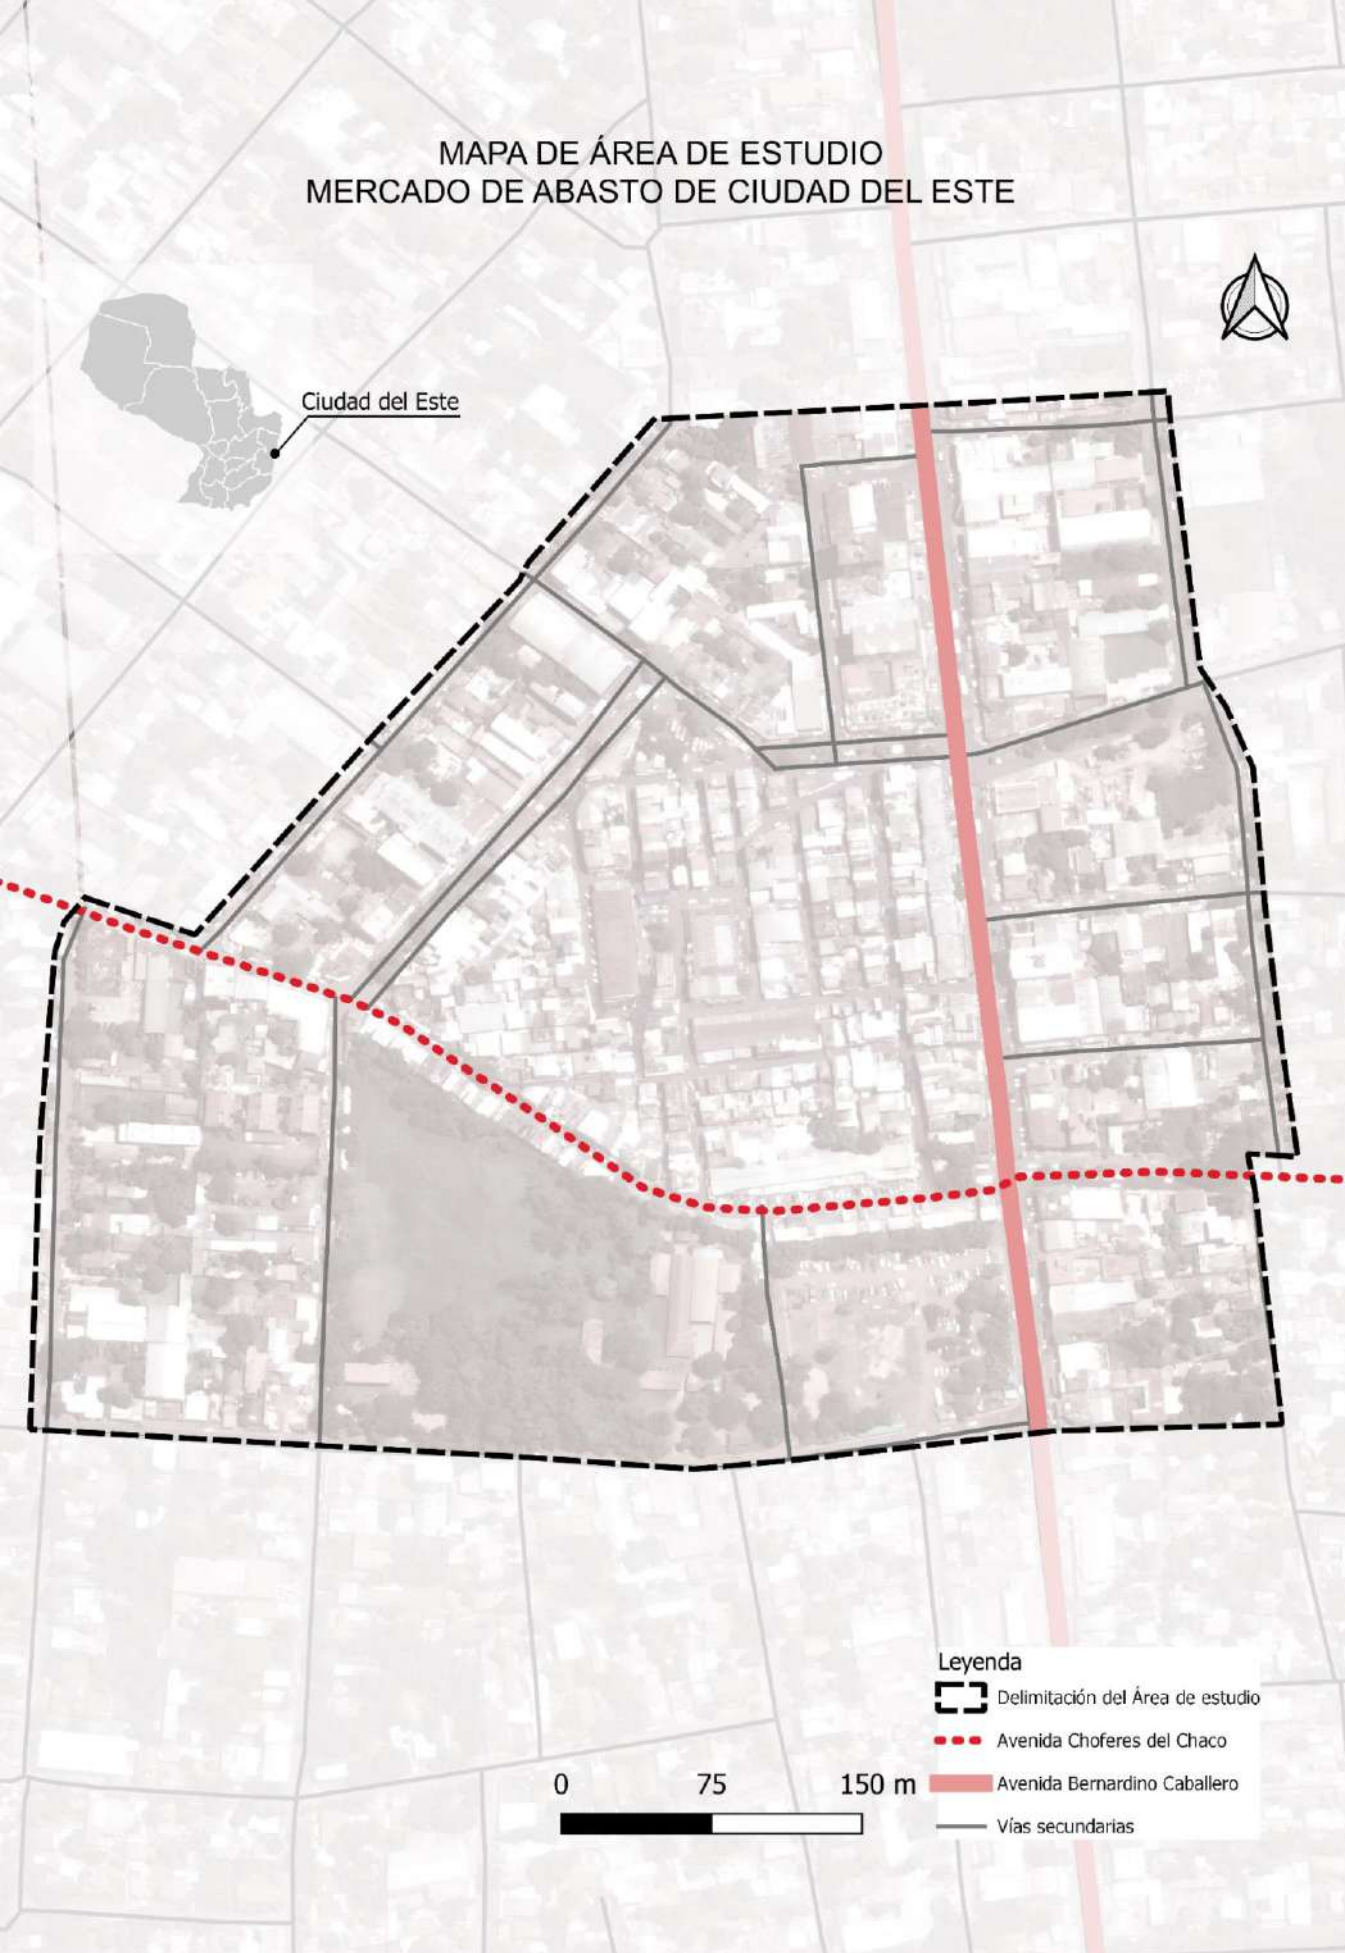 MAPA DE ÁREA DE ESTUDIO
MERCADO DE ABASTO DE CIUDAD DEL ESTE
Ciudad del Este
Leyenda
Delimitación del Área de estudio
Avenida Choferes del Chaco
Avenida Bernardino Caballero
Vías secundarias
0 75 150 m